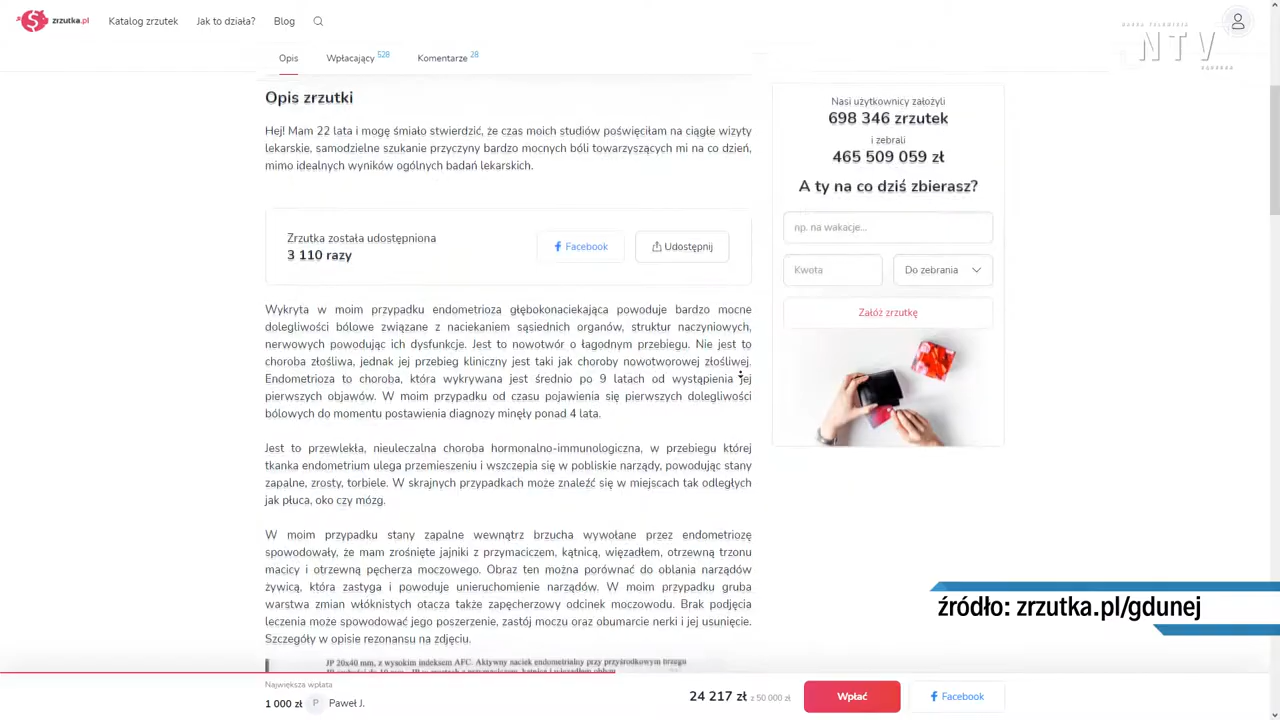 zrzutka.pl Katalog zrzutek Jak to działa? Blog
NTV
Opis Wpłacający 528 Komentarze 28
Opis zrzutki
Hej! Mam 22 lata i mogę śmiało stwierdzić, że czas moich studiów poświęciłam na ciągłe wizyty
lekarskie, samodzielne szukanie przyczyny bardzo mocnych bóli towarzyszących mi na co dzień,
mimo idealnych wyników ogólnych badań lekarskich.
Zrzutka została udostępniona
3 110 razy
Facebook
Udostępnij
Wykryta w moim przypadku endometrioza głębokonaciekająca powoduje bardzo mocne
dolegliwości bólowe związane z naciekaniem sąsiednich organów, struktur naczyniowych,
nerwowych powodując ich dysfunkcje. Jest to nowotwór o łagodnym przebiegu. Nie jest to
choroba złośliwa, jednak jej przebieg kliniczny jest taki jak choroby nowotworowej złośliwej.
Endometrioza to choroba, która wykrywana jest średnio po 9 latach od wystąpienia jej
pierwszych objawów. W moim przypadku od czasu pojawienia się pierwszych dolegliwości
bólowych do momentu postawienia diagnozy minęły ponad 4 lata.
Jest to przewlekła, nieuleczalna choroba hormonalno-immunologiczna, w przebiegu której
tkanka endometrium ulega przemieszeniu i wszczepia się w pobliskie narządy, powodując stany
zapalne, zrosty, torbiele. W skrajnych przypadkach może znaleźć się w miejscach tak odległych
jak płuca, oko czy mózg.
W moim przypadku stany zapalne wewnątrz brzucha wywołane przez endometriozę
spowodowały, że mam zrośnięte jajniki z przymaciczem, kątnicą, więzadłem, otrzewną trzonu
macicy i otrzewną pęcherza moczowego. Obraz ten można porównać do oblania narządów
żywicą, która zastyga i powoduje unieruchomienie narządów. W moim przypadku gruba
warstwa zmian włóknistych otacza także zapęcherzowy odcinek moczowodu. Brak podjęcia
leczenia może spowodować jego poszerzenie, zastój moczu oraz obumarcie nerki i jej usunięcie.
Szczegóły w opisie rezonansu na zdjęciu.
JP 20x40 mm, z wysokim indeksem AFC. Aktywny naciek endometrialny przy przyśrodkowym brzegu
Nasi użytkownicy założyli
698 346 zrzutek
i zebrali
465 509 059 zł
A ty na co dziś zbierasz?
np. na wakacje...
Kwota
Do zebrania
Załóż zrzutkę
źródło: zrzutka.pl/gdunej
Największa wpłata
1 000 zł P Paweł J.
24 217 zł z 50 000 zł
Wpłać
Facebook